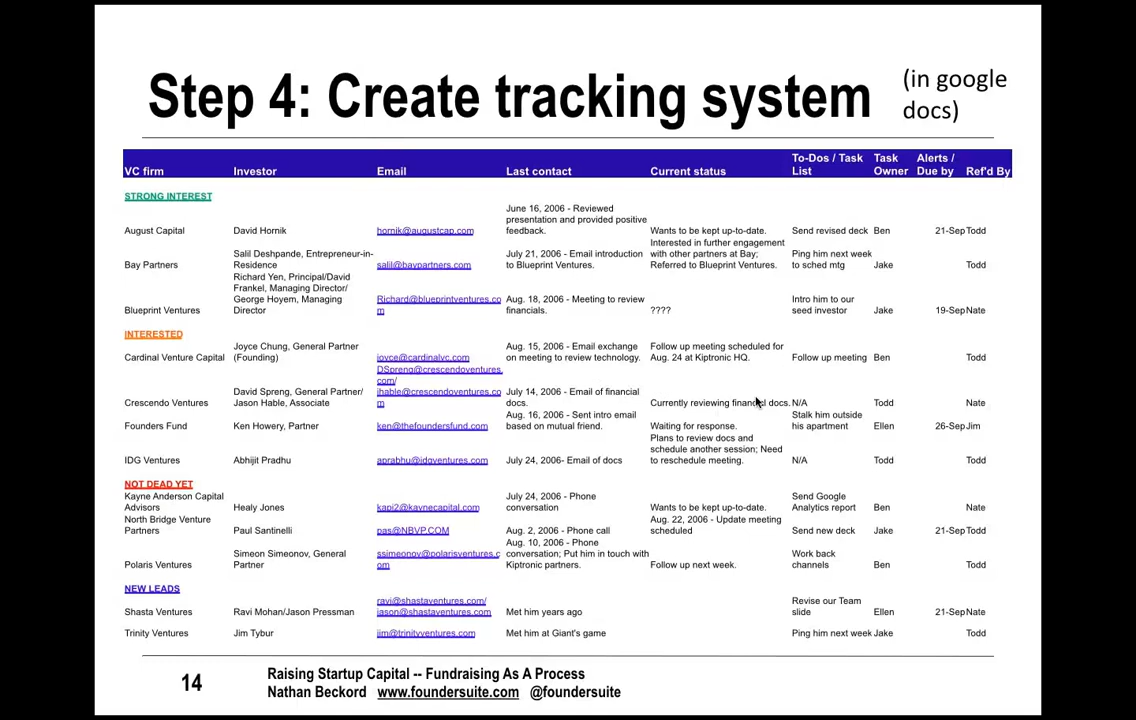 Step 4: Create tracking system
(in google
docs)
VC firm Investor Email Last contact Current status To-Dos / Task List Task Owner Alerts / Due by Ref'd By
STRONG INTEREST
August Capital David Hornik hornik@augustcap.com June 16, 2006 - Reviewed presentation and provided positive feedback. Wants to be kept up-to-date. Send revised deck Ben 21-Sep Todd
Bay Partners Salil Deshpande, Entrepreneur-in-Residence salil@baypartners.com July 21, 2006 - Email introduction to Blueprint Ventures. Interested in further engagement with other partners at Bay; Referred to Blueprint Ventures. Ping him next week to sched mtg Jake Todd
Blueprint Ventures Richard Yen, Principal/David Frankel, Managing Director/ George Hoyem, Managing Director Richard@blueprintventures.com Aug. 18, 2006 - Meeting to review financials. ???? Intro him to our seed investor Jake 19-Sep Nate
INTERESTED
Cardinal Venture Capital Joyce Chung, General Partner (Founding) joyce@cardinalvc.com Aug. 15, 2006 - Email exchange on meeting to review technology. Follow up meeting scheduled for Aug. 24 at Kiptronic HQ. Follow up meeting Ben Todd
Crescendo Ventures David Spreng, General Partner/ Jason Hable, Associate DSpreng@crescendoventures.com/ jhable@crescendoventures.com July 14, 2006 - Email of financial docs. Currently reviewing financial docs. N/A Todd Nate
Founders Fund Ken Howery, Partner ken@thefoundersfund.com Aug. 16, 2006 - Sent intro email based on mutual friend. Waiting for response. Stalk him outside his apartment Ellen 26-Sep Jim
IDG Ventures Abhijit Pradhu aprabhu@idgventures.com July 24, 2006- Email of docs Plans to review docs and schedule another session; Need to reschedule meeting. N/A Todd Todd
NOT DEAD YET
Kayne Anderson Capital Advisors Healy Jones kapi2@kaynecapital.com July 24, 2006 - Phone conversation Wants to be kept up-to-date. Send Google Analytics report Ben Nate
North Bridge Venture Partners Paul Santinelli pas@NBVP.COM Aug. 2, 2006 - Phone call Aug. 22, 2006 - Update meeting scheduled Send new deck Jake 21-Sep Todd
Polaris Ventures Simeon Simeonov, General Partner ssimeonov@polarisventures.com Aug. 10, 2006 - Phone conversation; Put him in touch with Kiptronic partners. Follow up next week. Work back channels Ben Todd
NEW LEADS
Shasta Ventures Ravi Mohan/Jason Pressman ravi@shastaventures.com/ jason@shastaventures.com Met him years ago Revise our Team slide Ellen 21-Sep Nate
Trinity Ventures Jim Tybur jim@trinityventures.com Met him at Giant's game Ping him next week Jake Todd
14
Raising Startup Capital -- Fundraising As A Process
Nathan Beckord www.foundersuite.com @foundersuite